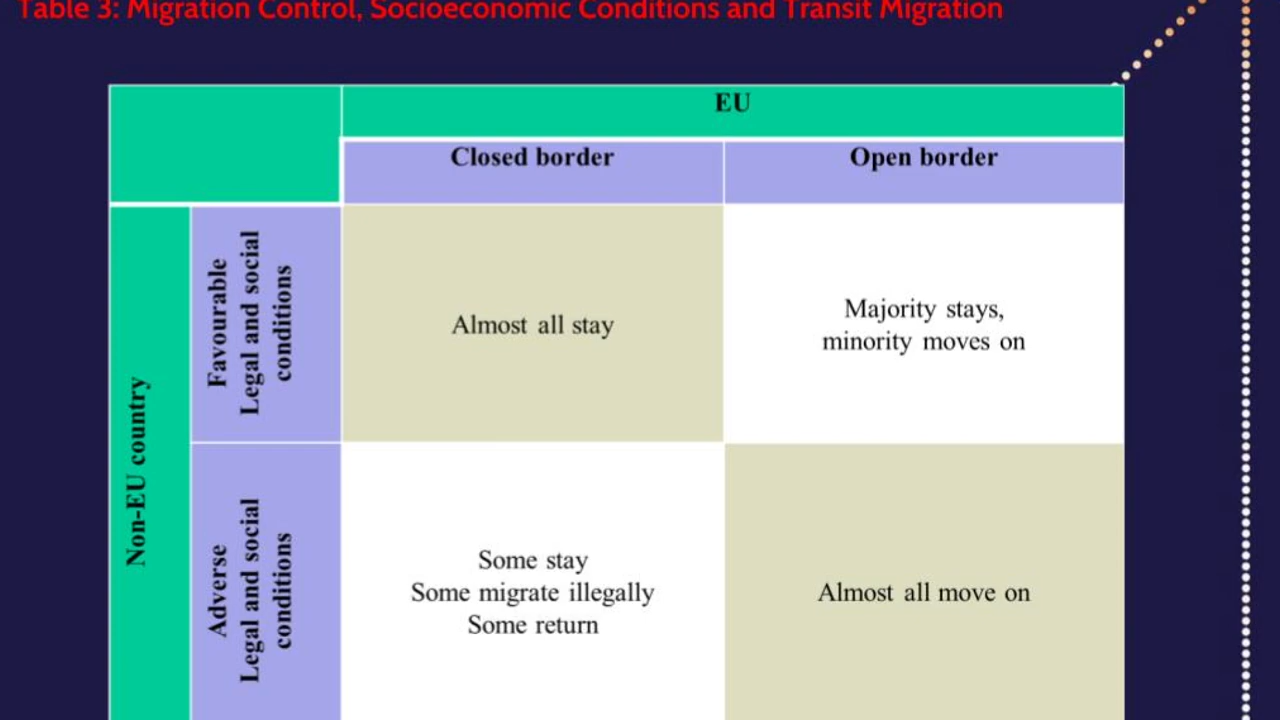 Table 3: Migration Control, Socioeconomic Conditions and Transit Migration
EU
Closed border
Open border
Non-EU country
Favourable
Legal and social
conditions
Almost all stay
Majority stays,
minority moves on
Adverse
Legal and social
conditions
Some stay
Some migrate illegally
Some return
Almost all move on